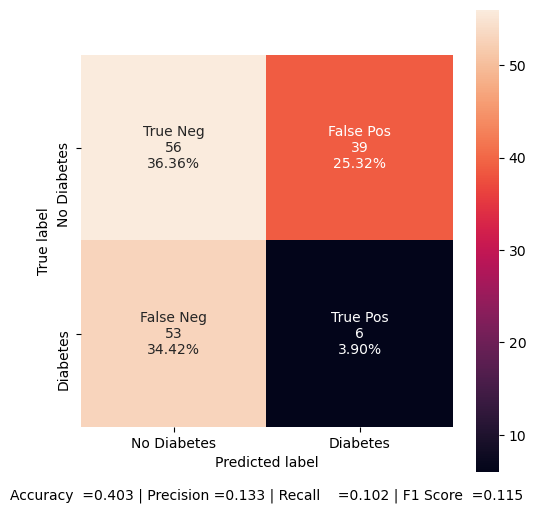 True Neg
56
36.36%
False Pos
39
25.32%
False Neg
53
34.42%
True Pos
6
3.90%
True label
No Diabetes
Diabetes
No Diabetes
Diabetes
Predicted label
50
40
30
20
10
Accuracy =0.403 | Precision =0.133 | Recall =0.102 | F1 Score =0.115